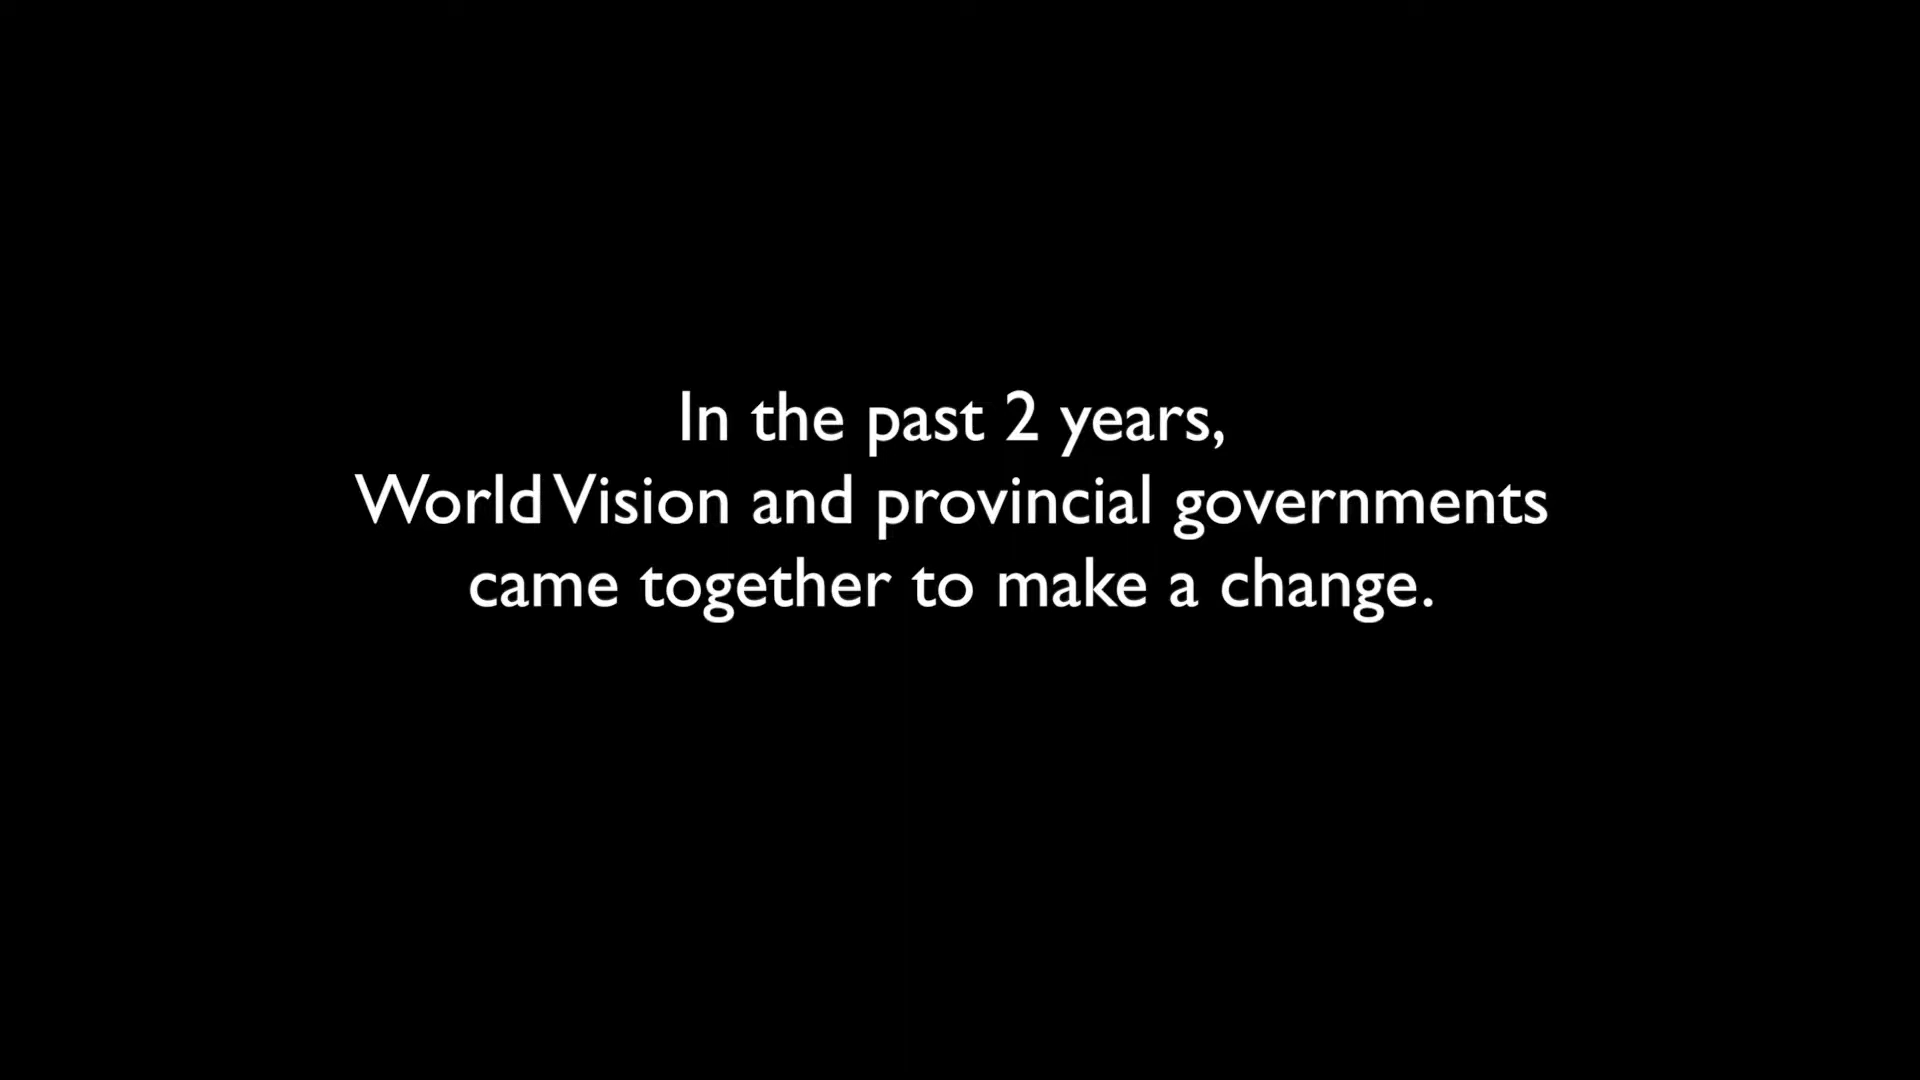 In the past 2 years,
World Vision and provincial governments
came together to make a change.